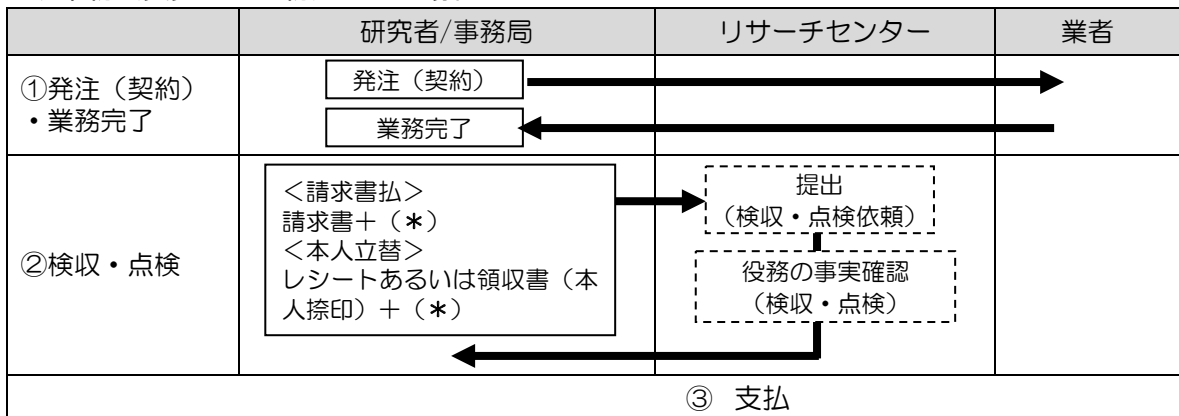 研究者/事務局
リサーチセンター
業者
①発注（契約）
・業務完了
発注（契約）
業務完了
②検収・点検
＜請求書払＞
請求書＋（＊）
＜本人立替＞
レシートあるいは領収書（本
人捺印）＋（＊）
提出
（検収・点検依頼）
役務の事実確認
（検収・点検）
③　支払